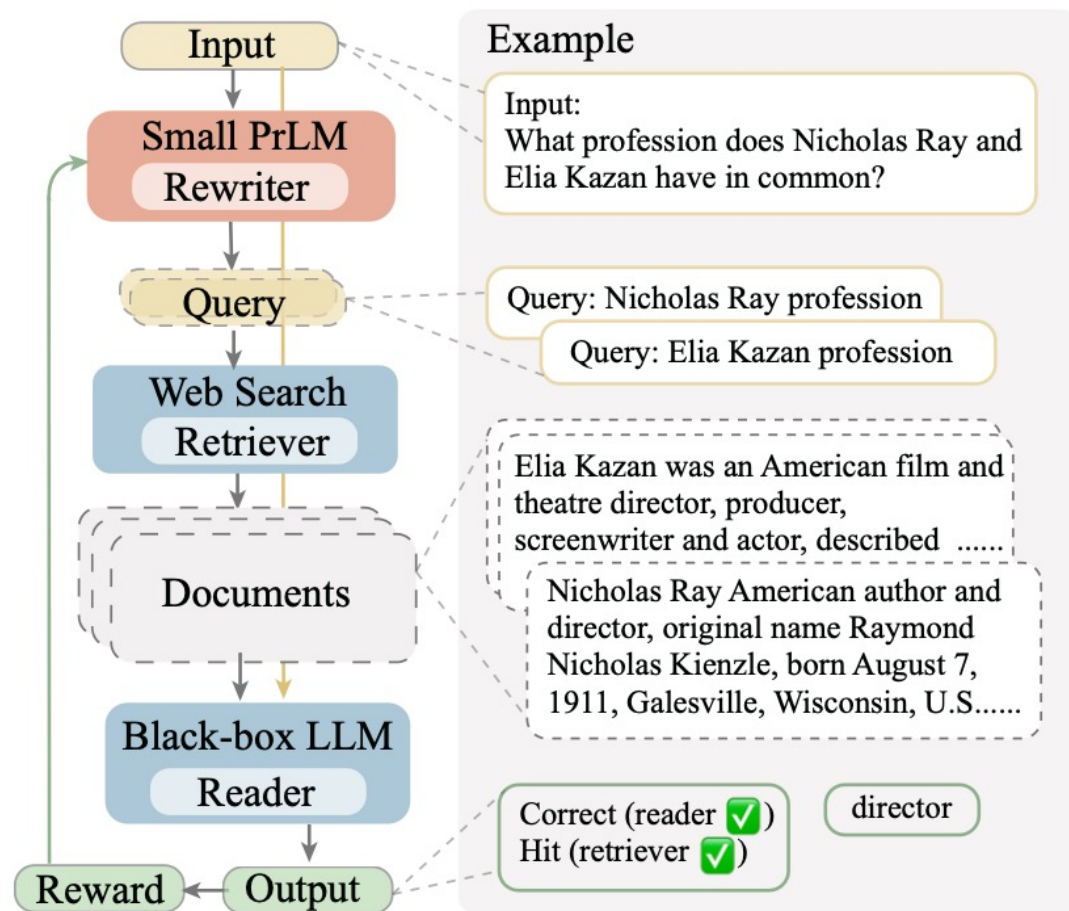 Input
Small PrLM
Rewriter
Query
Web Search
Retriever
Documents
Black-box LLM
Reader
Reward
Output
Example
Input:
What profession does Nicholas Ray and
Elia Kazan have in common?
Query: Nicholas Ray profession
Query: Elia Kazan profession
Elia Kazan was an American film and
theatre director, producer,
screenwriter and actor, described ......
Nicholas Ray American author and
director, original name Raymond
Nicholas Kienzle, born August 7,
1911, Galesville, Wisconsin, U.S......
Correct (reader ✅)
Hit (retriever ✅)
director